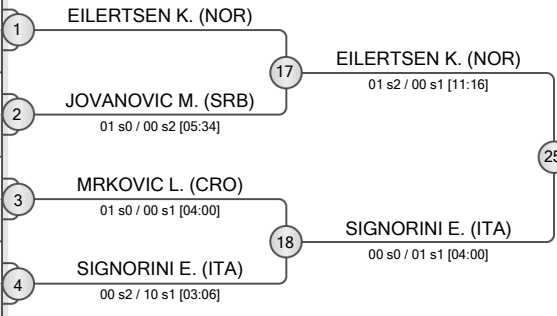 EILERTSEN K. (NOR)
1
17
EILERTSEN K. (NOR)
01 s2 / 00 s1 [11:16]
JOVANOVIC M. (SRB)
2
01 s0 / 00 s2 [05:34]
25
MRKOVIC L. (CRO)
3
01 s0 / 00 s1 [04:00]
18
SIGNORINI E. (ITA)
00 s0 / 01 s1 [04:00]
SIGNORINI E. (ITA)
4
00 s2 / 10 s1 [03:06]